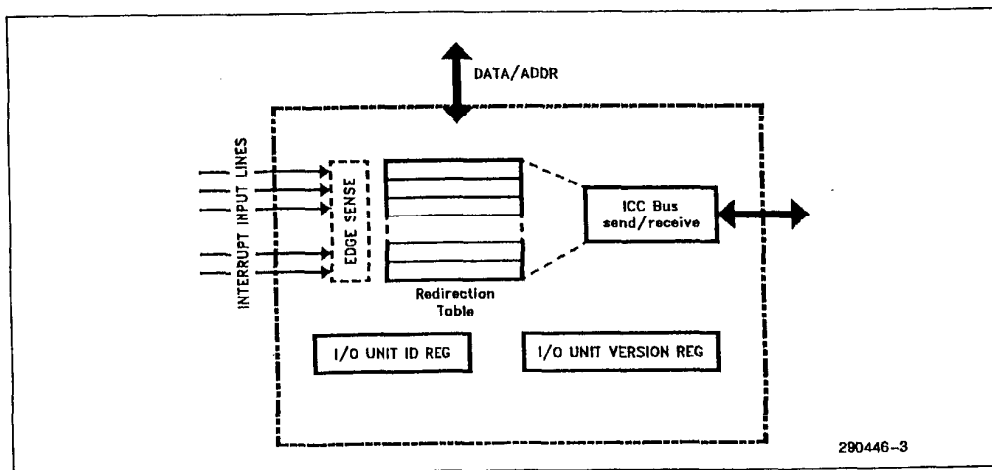 DATA/ADDR
INTERRUPT INPUT LINES
EDGE SENSE
ICC Bus
send/receive
Redirection
Table
I/O UNIT ID REG
I/O UNIT VERSION REG
290446-3